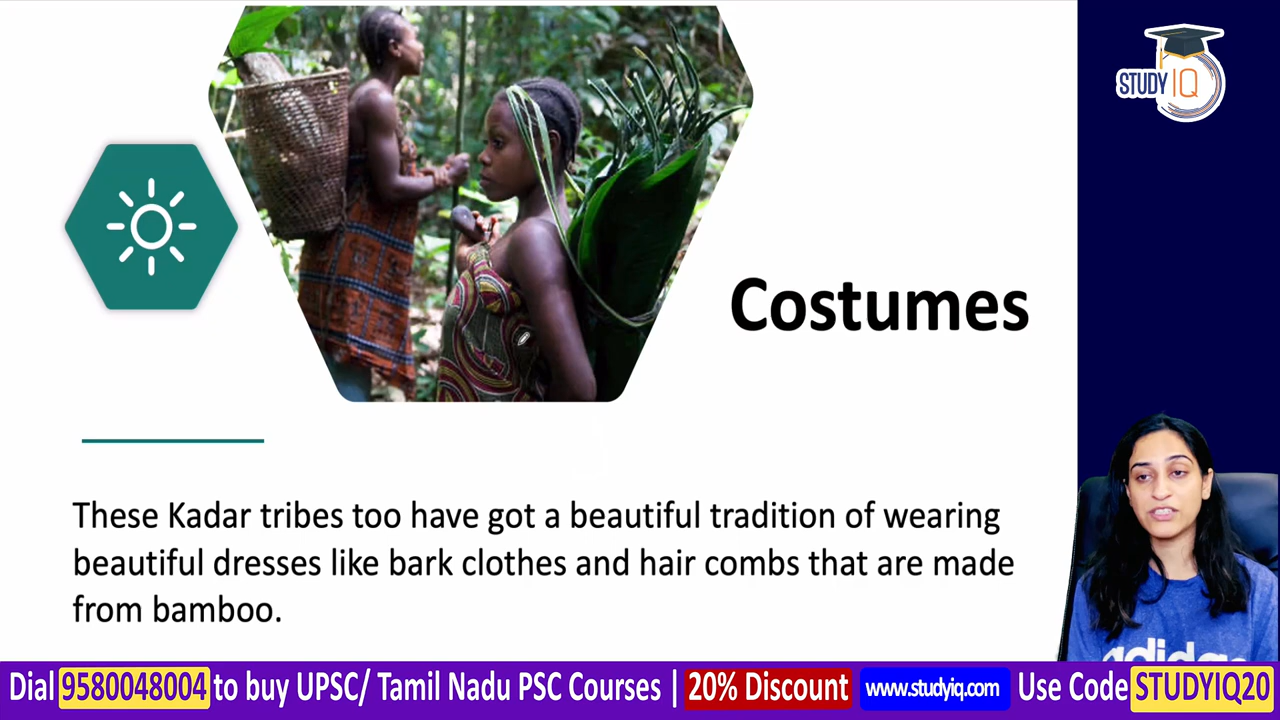 STUDY IQ
Costumes
These Kadar tribes too have got a beautiful tradition of wearing
beautiful dresses like bark clothes and hair combs that are made
from bamboo.
adidas
Dial 9580048004 to buy UPSC/ Tamil Nadu PSC Courses | 20% Discount www.studyiq.com Use Code STUDYIQ20